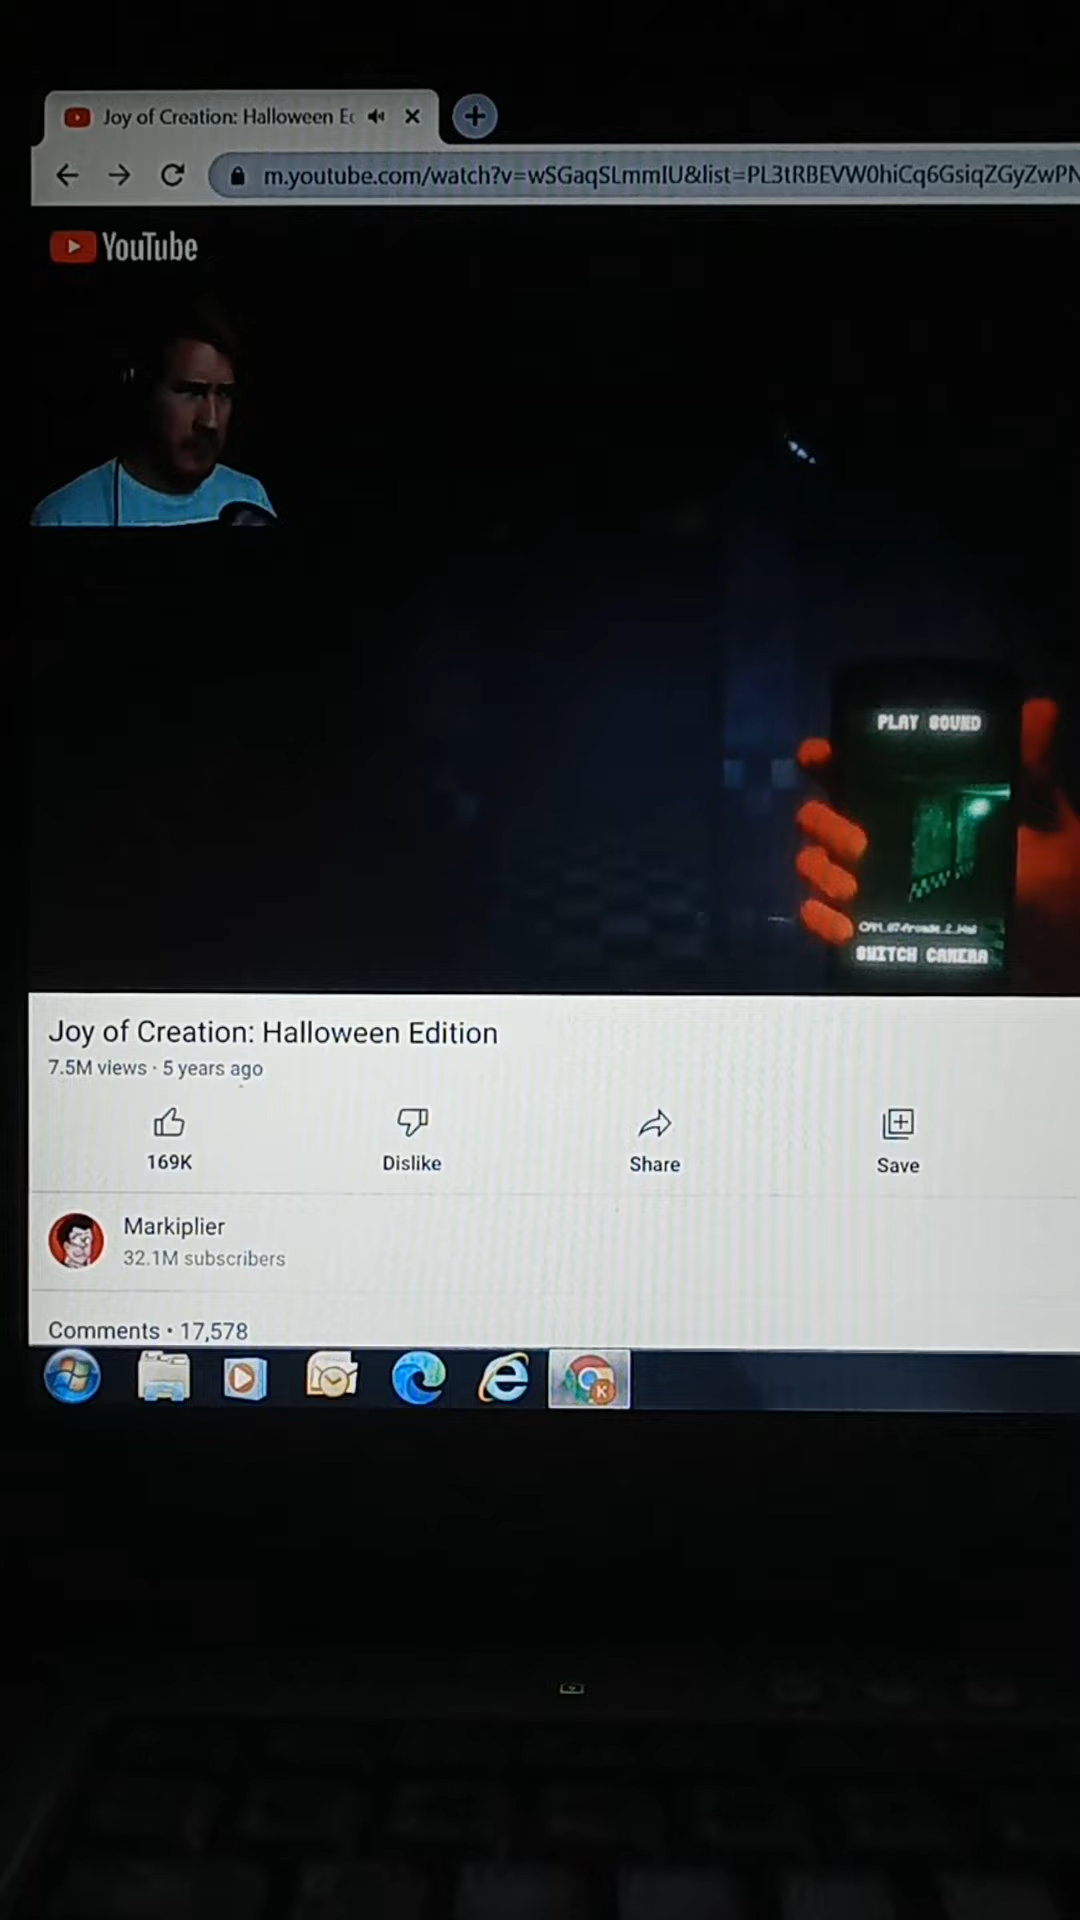 Joy of Creation: Halloween Ec
m.youtube.com/watch?v=wSGaqSLmmIU&list=PL3tRBEVW0hiCq6GsiqZGyZwPN
YouTube
PLAY SOUND
SWITCH CAMERA
Joy of Creation: Halloween Edition
7.5M views · 5 years ago
169K
Dislike
Share
Save
Markiplier
32.1M subscribers
Comments • 17,578
K